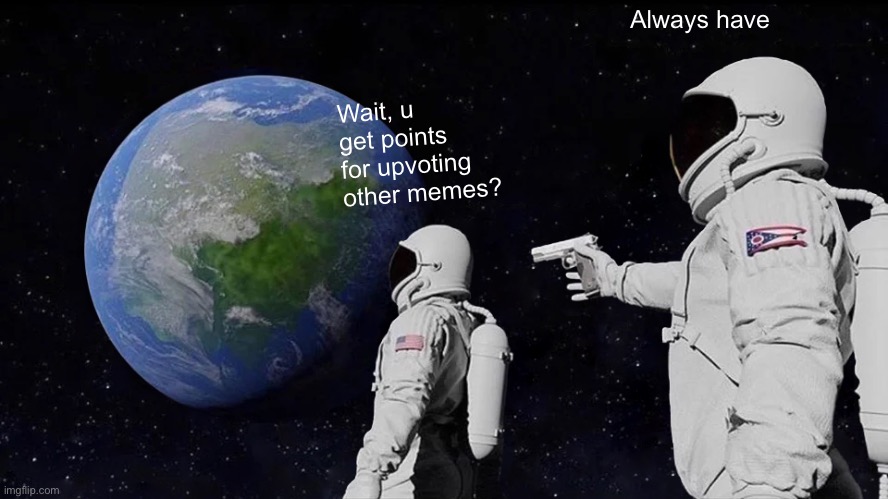 Always have
Wait, u
get points
for upvoting
other memes?
imgflip.com